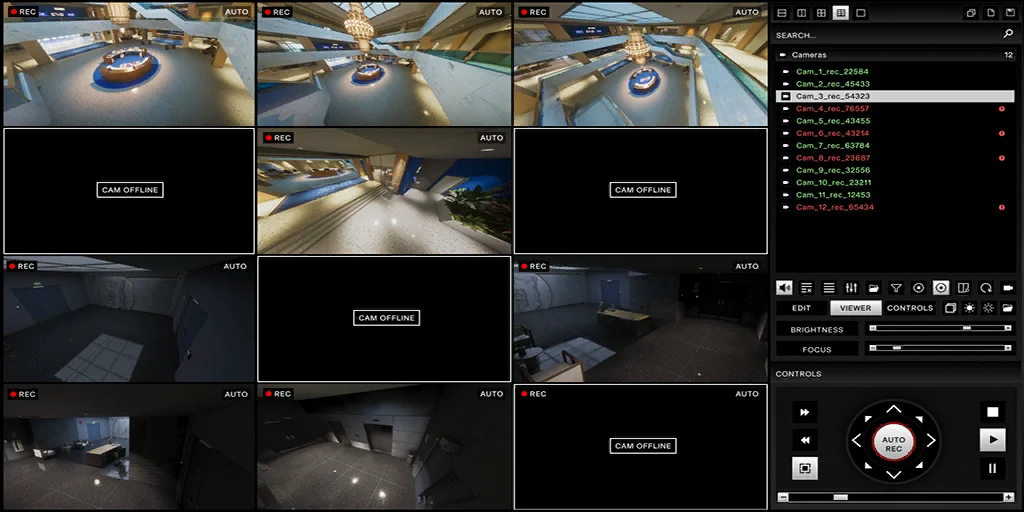 REC AUTO
REC AUTO
REC AUTO
CAM OFFLINE
REC AUTO
CAM OFFLINE
REC AUTO
CAM OFFLINE
REC AUTO
REC AUTO
REC AUTO
REC AUTO
CAM OFFLINE
SEARCH...
Cameras 12
Cam_1_rec_22584
Cam_2_rec_45433
Cam_3_rec_54323
Cam_4_rec_76557
Cam_5_rec_43455
Cam_6_rec_43214
Cam_7_rec_63784
Cam_8_rec_23687
Cam_9_rec_32556
Cam_10_rec_23211
Cam_11_rec_12453
Cam_12_rec_65434
EDIT VIEWER CONTROLS
BRIGHTNESS
FOCUS
CONTROLS
AUTO
REC